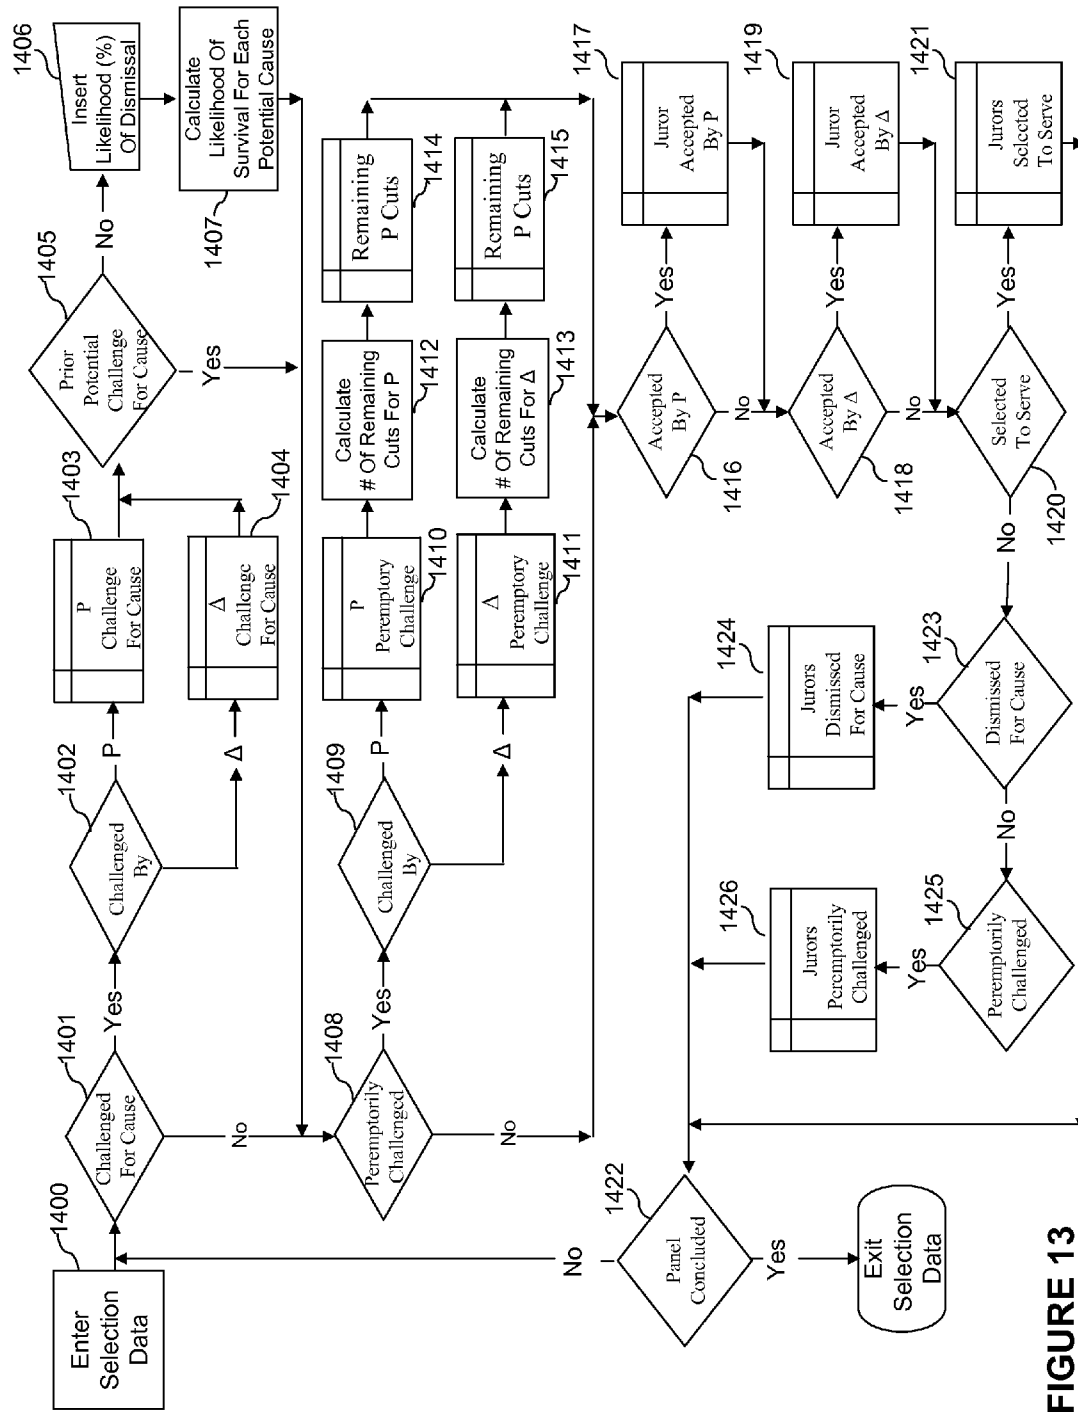 1400
Enter
Selection
Data
1401
Challenged
For Cause
Yes
No
1402
Challenged
By
P
Δ
1403
P
Challenge
For Cause
1404
Δ
Challenge
For Cause
1405
Prior
Potential
Challenge
For Cause
No
Yes
1406
Insert
Likelihood (%)
Of Dismissal
Calculate
Likelihood Of
Survival For Each
Potential Cause
1407
1408
Peremptorily
Challenged
Yes
No
1409
Challenged
By
P
Δ
P
Peremptory
Challenge
1410
Δ
Peremptory
Challenge
1411
Calculate
# Of Remaining
Cuts For P
1412
Calculate
# Of Remaining
Cuts For Δ
1413
Remaining
P Cuts
1414
Remaining
P Cuts
1415
Accepted
By P
1416
Yes
No
1417
Juror
Accepted
By P
Accepted
By Δ
1418
Yes
No
1419
Juror
Accepted
By Δ
Selected
To Serve
1420
Yes
No
1421
Jurors
Selected
To Serve
1423
Dismissed
For Cause
Yes
No
1424
Jurors
Dismissed
For Cause
1425
Peremptorily
Challenged
Yes
1426
Jurors
Peremptorily
Challenged
1422
Panel
Concluded
No
Yes
Exit
Selection
Data
FIGURE 13